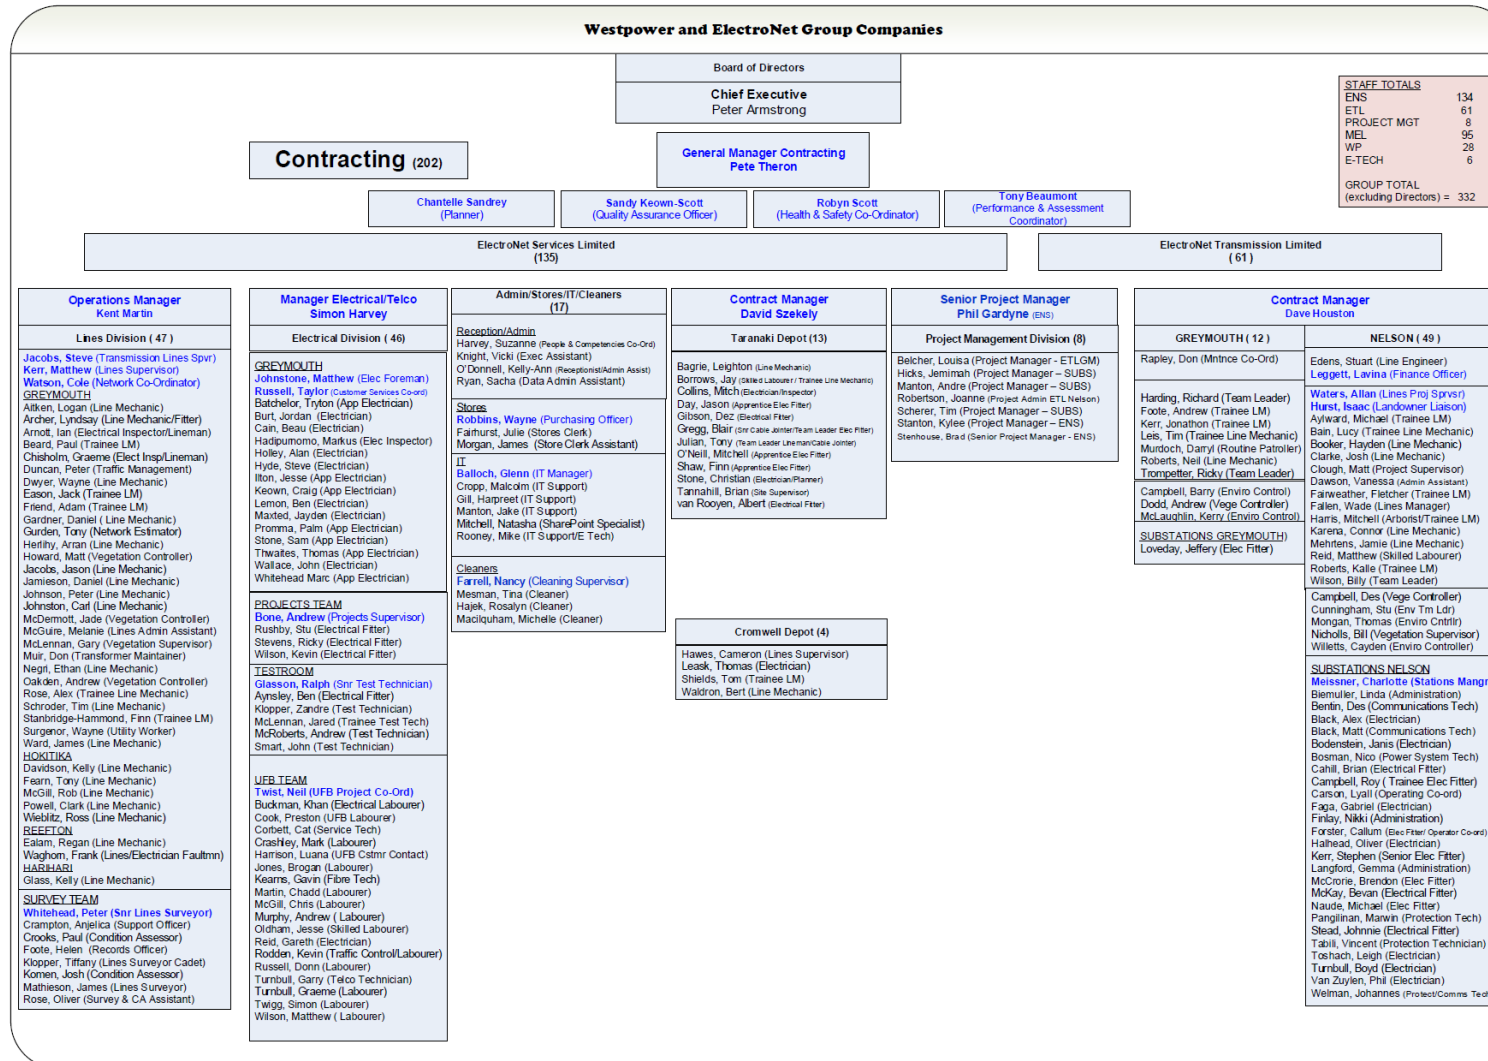 Westpower and ElectroNet Group Companies
Board of Directors
Chief Executive
Peter Armstrong
STAFF TOTALS
ENS 134
ETL 61
PROJECT MGT 8
MEL 95
WP 28
E-TECH 6
GROUP TOTAL
(excluding Directors) = 332
Contracting (202)
General Manager Contracting
Pete Theron
Chantelle Sandrey
(Planner)
Sandy Keown-Scott
(Quality Assurance Officer)
Robyn Scott
(Health & Safety Co-Ordinator)
Tony Beaumont
(Performance & Assessment
Coordinator)
ElectroNet Services Limited
(135)
ElectroNet Transmission Limited
( 61 )
Operations Manager
Kent Martin
Lines Division ( 47 )
Jacobs, Steve (Transmission Lines Spvr)
Kerr, Matthew (Lines Supervisor)
Watson, Cole (Network Co-Ordinator)
GREYMOUTH
Aitken, Logan (Line Mechanic)
Archer, Lyndsay (Line Mechanic/Fitter)
Arnott, Ian (Electrical Inspector/Lineman)
Beard, Paul (Trainee LM)
Chisholm, Graeme (Elect Insp/Lineman)
Duncan, Peter (Traffic Management)
Dwyer, Wayne (Line Mechanic)
Eason, Jack (Trainee LM)
Friend, Adam (Trainee LM)
Gardner, Daniel ( Line Mechanic)
Gurden, Tony (Network Estimator)
Herlihy, Arran (Line Mechanic)
Howard, Matt (Vegetation Controller)
Jacobs, Jason (Line Mechanic)
Jamieson, Daniel (Line Mechanic)
Johnson, Peter (Line Mechanic)
Johnston, Carl (Line Mechanic)
McDermott, Jade (Vegetation Controller)
McGuire, Melanie (Lines Admin Assistant)
McLennan, Gary (Vegetation Supervisor)
Muir, Don (Transformer Maintainer)
Negri, Ethan (Line Mechanic)
Oakden, Andrew (Vegetation Controller)
Rose, Alex (Trainee Line Mechanic)
Schroder, Tim (Line Mechanic)
Stanbridge-Hammond, Finn (Trainee LM)
Surgenor, Wayne (Utility Worker)
Ward, James (Line Mechanic)
HOKITIKA
Davidson, Kelly (Line Mechanic)
Fearn, Tony (Line Mechanic)
McGill, Rob (Line Mechanic)
Powell, Clark (Line Mechanic)
Wieblitz, Ross (Line Mechanic)
REEFTON
Ealam, Regan (Line Mechanic)
Waghorn, Frank (Lines/Electrician Faultmn)
HARIHARI
Glass, Kelly (Line Mechanic)
SURVEY TEAM
Whitehead, Peter (Snr Lines Surveyor)
Crampton, Anjelica (Support Officer)
Crooks, Paul (Condition Assessor)
Foote, Helen (Records Officer)
Klopper, Tiffany (Lines Surveyor Cadet)
Komen, Josh (Condition Assessor)
Mathieson, James (Lines Surveyor)
Rose, Oliver (Survey & CA Assistant)
Manager Electrical/Telco
Simon Harvey
Electrical Division ( 46)
GREYMOUTH
Johnstone, Matthew (Elec Foreman)
Russell, Taylor (Customer Services Co-ord)
Batchelor, Tryton (App Electrician)
Burt, Jordan (Electrician)
Cain, Beau (Electrician)
Hadipumomo, Markus (Elec Inspector)
Holley, Alan (Electrician)
Hyde, Steve (Electrician)
Ilton, Jesse (App Electrician)
Keown, Craig (App Electrician)
Lemon, Ben (Electrician)
Maxted, Jayden (Electrician)
Promma, Palm (App Electrician)
Stone, Sam (App Electrician)
Thwaites, Thomas (App Electrician)
Wallace, John (Electrician)
Whitehead Marc (App Electrician)
PROJECTS TEAM
Bone, Andrew (Projects Supervisor)
Rushby, Stu (Electrical Fitter)
Stevens, Ricky (Electrical Fitter)
Wilson, Kevin (Electrical Fitter)
TESTROOM
Glasson, Ralph (Snr Test Technician)
Aynsley, Ben (Electrical Fitter)
Klopper, Zandre (Test Technician)
McLennan, Jared (Trainee Test Tech)
McRoberts, Andrew (Test Technician)
Smart, John (Test Technician)
UFB TEAM
Twist, Neil (UFB Project Co-Ord)
Buckman, Khan (Electrical Labourer)
Cook, Preston (UFB Labourer)
Corbett, Cat (Service Tech)
Crashley, Mark (Labourer)
Harrison, Luana (UFB Cstmr Contact)
Jones, Brogan (Labourer)
Kearns, Gavin (Fibre Tech)
Martin, Chadd (Labourer)
McGill, Chris (Labourer)
Murphy, Andrew ( Labourer)
Oldham, Jesse (Skilled Labourer)
Reid, Gareth (Electrician)
Rodden, Kevin (Traffic Control/Labourer)
Russell, Donn (Labourer)
Turnbull, Garry (Telco Technician)
Turnbull, Graeme (Labourer)
Twigg, Simon (Labourer)
Wilson, Matthew ( Labourer)
Admin/Stores/IT/Cleaners
(17)
Reception/Admin
Harvey, Suzanne (People & Competencies Co-Ord)
Knight, Vicki (Exec Assistant)
O'Donnell, Kelly-Ann (Receptionist/Admin Assist)
Ryan, Sacha (Data Admin Assistant)
Stores
Robbins, Wayne (Purchasing Officer)
Fairhurst, Julie (Stores Clerk)
Morgan, James (Store Clerk Assistant)
IT
Balloch, Glenn (IT Manager)
Cropp, Malcolm (IT Support)
Gill, Harpreet (IT Support)
Manton, Jake (IT Support)
Mitchell, Natasha (SharePoint Specialist)
Rooney, Mike (IT Support/E Tech)
Cleaners
Farrell, Nancy (Cleaning Supervisor)
Mesman, Tina (Cleaner)
Hajek, Rosalyn (Cleaner)
Macilquham, Michelle (Cleaner)
Contract Manager
David Szekely
Taranaki Depot (13)
Bagrie, Leighton (Line Mechanic)
Borrows, Jay (Skilled Labourer / Trainee Line Mechanic)
Collins, Mitch (Electrician/Inspector)
Day, Jason (Apprentice Elec Fitter)
Gibson, Dez (Electrical Fitter)
Gregg, Blair (Snr Cable Jointer/Team Leader Elec Fitter)
Julian, Tony (Team Leader Lineman/Cable Jointer)
O'Neill, Mitchell (Apprentice Elec Fitter)
Shaw, Finn (Apprentice Elec Fitter)
Stone, Christian (Electrician/Planner)
Tannahill, Brian (Site Supervisor)
van Rooyen, Albert (Electrical Fitter)
Cromwell Depot (4)
Hawes, Cameron (Lines Supervisor)
Leask, Thomas (Electrician)
Shields, Tom (Trainee LM)
Waldron, Bert (Line Mechanic)
Senior Project Manager
Phil Gardyne (ENS)
Project Management Division (8)
Belcher, Louisa (Project Manager - ETLGM)
Hicks, Jemimah (Project Manager – SUBS)
Manton, Andre (Project Manager – SUBS)
Robertson, Joanne (Project Admin ETL Nelson)
Scherer, Tim (Project Manager – SUBS)
Stanton, Kylee (Project Manager – ENS)
Stenhouse, Brad (Senior Project Manager - ENS)
Contract Manager
Dave Houston
GREYMOUTH ( 12 )
Rapley, Don (Mntnce Co-Ord)
Harding, Richard (Team Leader)
Foote, Andrew (Trainee LM)
Kerr, Jonathon (Trainee LM)
Leis, Tim (Trainee Line Mechanic)
Murdoch, Darryl (Routine Patroller)
Roberts, Neil (Line Mechanic)
Trompetter, Ricky (Team Leader)
Campbell, Barry (Enviro Control)
Dodd, Andrew (Vege Controller)
McLaughlin, Kerry (Enviro Control)
SUBSTATIONS GREYMOUTH)
Loveday, Jeffery (Elec Fitter)
NELSON ( 49 )
Edens, Stuart (Line Engineer)
Leggett, Lavina (Finance Officer)
Waters, Allan (Lines Proj Sprvsr)
Hurst, Isaac (Landowner Liaison)
Aylward, Michael (Trainee LM)
Bain, Lucy (Trainee Line Mechanic)
Booker, Hayden (Line Mechanic)
Clarke, Josh (Line Mechanic)
Clough, Matt (Project Supervisor)
Dawson, Vanessa (Admin Assistant)
Fairweather, Fletcher (Trainee LM)
Fallen, Wade (Lines Manager)
Harris, Mitchell (Arborist/Trainee LM)
Karena, Connor (Line Mechanic)
Mehrtens, Jamie (Line Mechanic)
Reid, Matthew (Skilled Labourer)
Roberts, Kalle (Trainee LM)
Wilson, Billy (Team Leader)
Campbell, Des (Vege Controller)
Cunningham, Stu (Env Tm Ldr)
Mongan, Thomas (Enviro Cntrllr)
Nicholls, Bill (Vegetation Supervisor)
Willetts, Cayden (Enviro Controller)
SUBSTATIONS NELSON
Meissner, Charlotte (Stations Mangr
Biemuller, Linda (Administration)
Bentin, Des (Communications Tech)
Black, Alex (Electrician)
Black, Matt (Communications Tech)
Bodenstein, Janis (Electrician)
Bosman, Nico (Power System Tech)
Cahill, Brian (Electrical Fitter)
Campbell, Roy ( Trainee Elec Fitter)
Carson, Lyall (Operating Co-ord)
Faga, Gabriel (Electrician)
Finlay, Nikki (Administration)
Forster, Callum (Elec Fitter/ Operator Co-ord)
Halhead, Oliver (Electrician)
Kerr, Stephen (Senior Elec Fitter)
Langford, Gemma (Administration)
McCrorie, Brendon (Elec Fitter)
McKay, Bevan (Electrical Fitter)
Naude, Michael (Elec Fitter)
Pangilinan, Marwin (Protection Tech)
Stead, Johnnie (Electrical Fitter)
Tabili, Vincent (Protection Technician)
Toshach, Leigh (Electrician)
Turnbull, Boyd (Electrician)
Van Zuylen, Phil (Electrician)
Welman, Johannes (Protect/Comms Tech